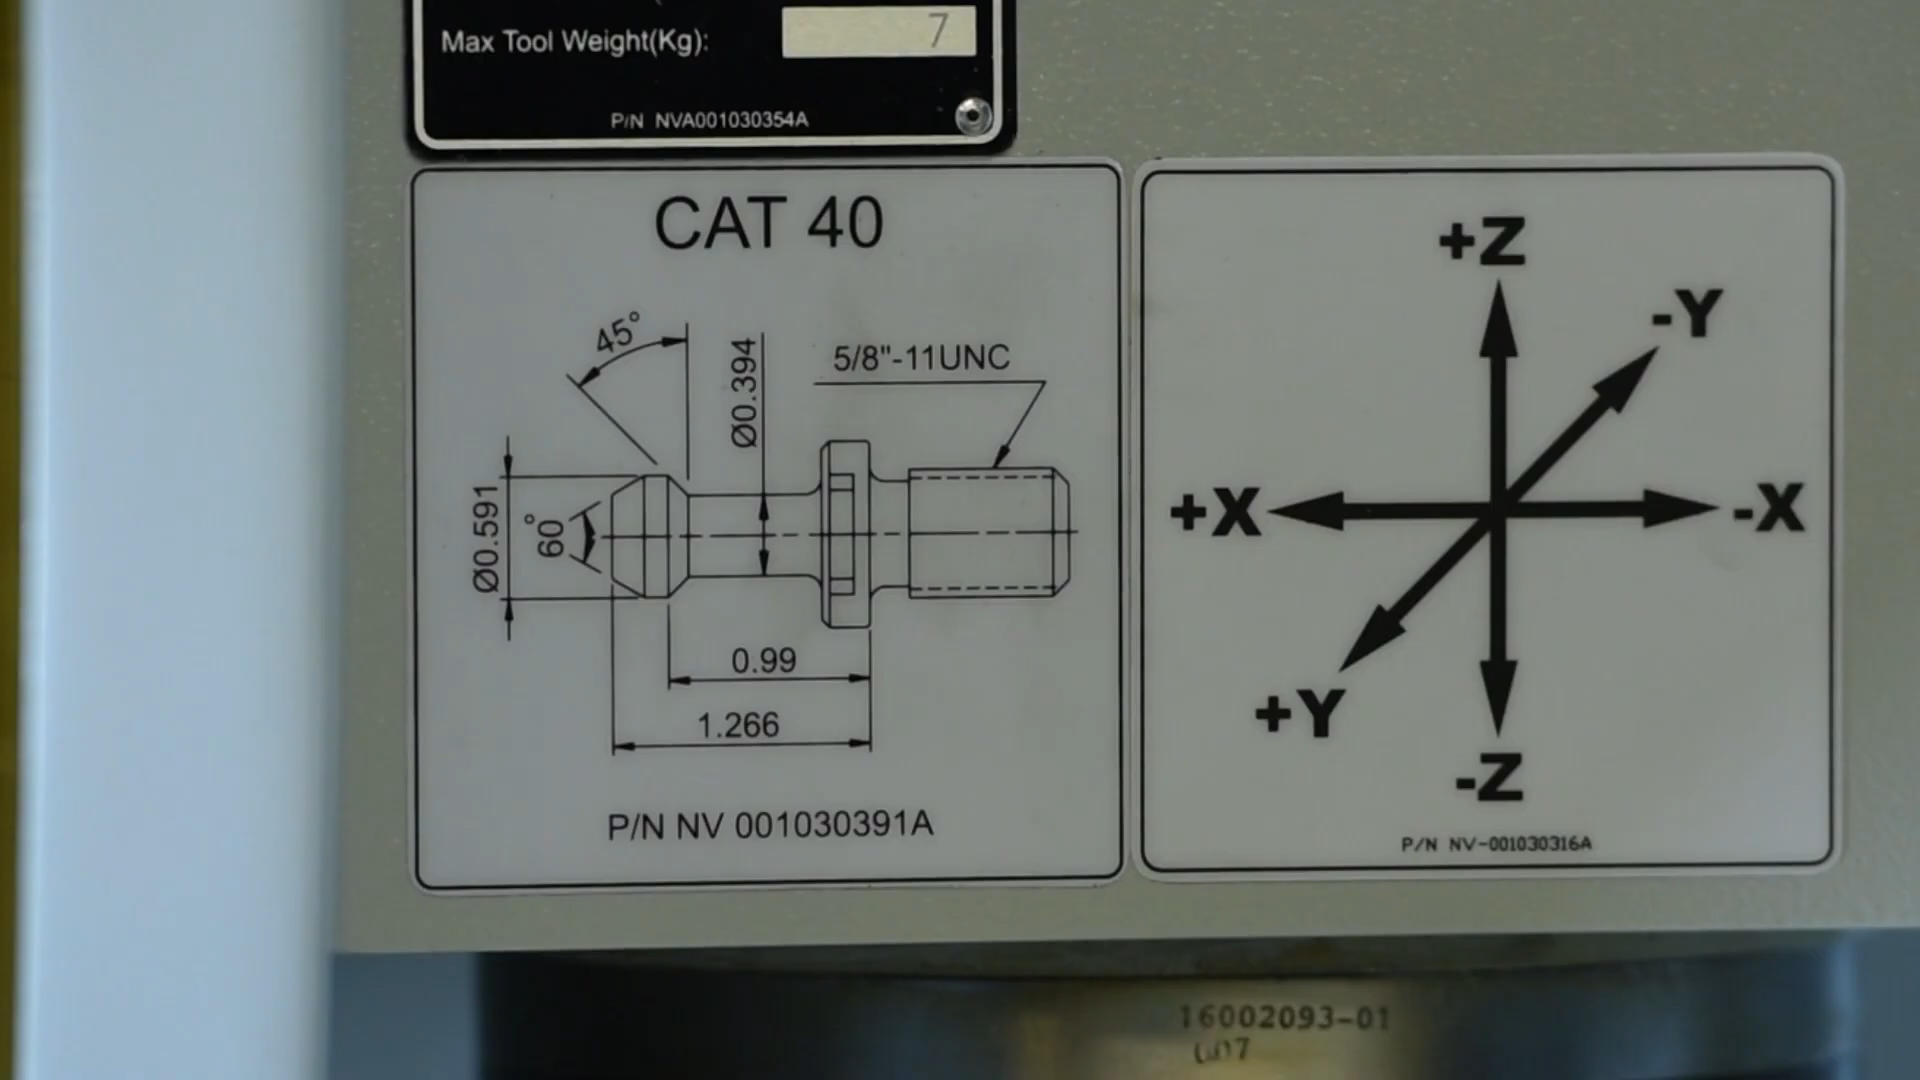 Max Tool Weight(Kg): 7
P/N NVA001030354A
CAT 40
45°
Ø0.394
5/8"-11UNC
Ø0.591
60°
0.99
1.266
P/N NV 001030391A
+Z
-Y
+X
-X
+Y
-Z
P/N NV-001030316A
16002093-01